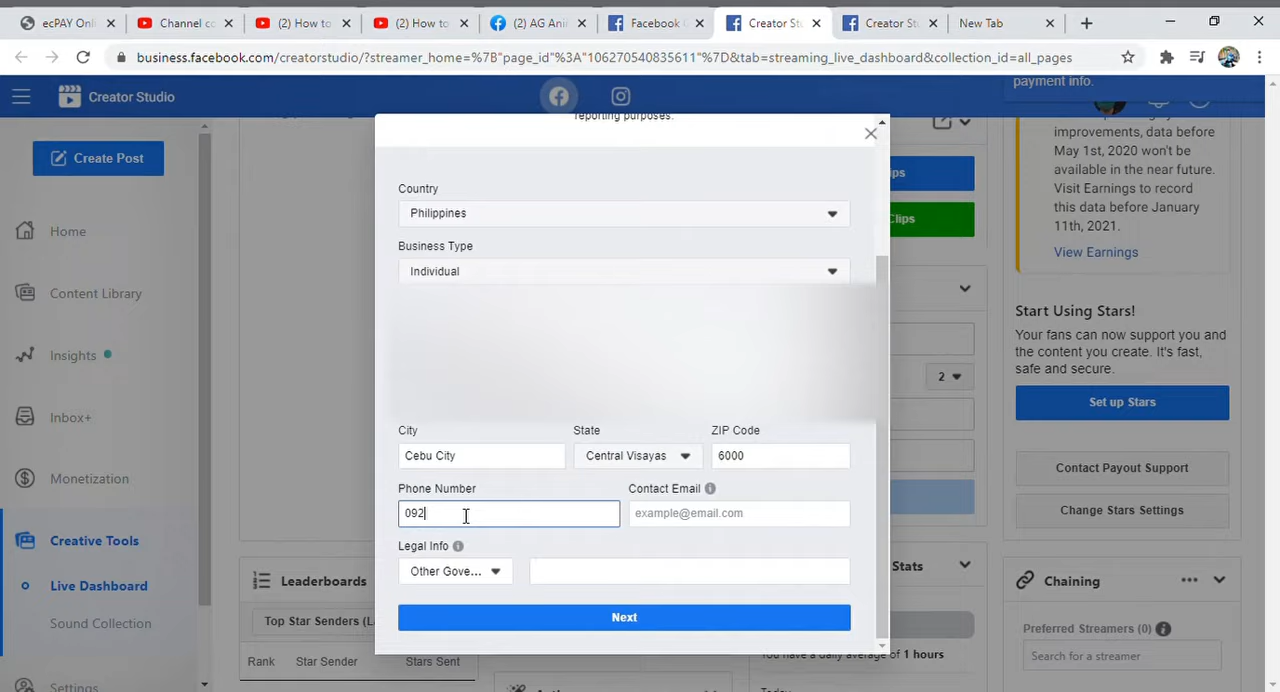 ecPAY Onl
Channel co
(2) How to
(2) How to
(2) AG Ani
Facebook
Creator Stu
Creator Stu
New Tab
business.facebook.com/creatorstudio/?streamer_home=%7B"page_id"%3A"106270540835611"%7D&tab=streaming_live_dashboard&collection_id=all_pages
Creator Studio
payment info.
reporting purposes.
Create Post
Home
Content Library
Insights
Inbox+
Monetization
Creative Tools
Live Dashboard
Sound Collection
Settings
Country
Philippines
Business Type
Individual
City
State
ZIP Code
Cebu City
Central Visayas
6000
Phone Number
Contact Email
092
example@email.com
Legal Info
Other Gove...
Next
Clips
2
Stats
improvements, data before
May 1st, 2020 won't be
available in the near future.
Visit Earnings to record
this data before January
11th, 2021.
View Earnings
Start Using Stars!
Your fans can now support you and
the content you create. It's fast,
safe and secure.
Set up Stars
Contact Payout Support
Change Stars Settings
Leaderboards
Top Star Senders (L
Rank
Star Sender
Stars Sent
You have a daily average of 1 hours
Chaining
Preferred Streamers (0)
Search for a streamer